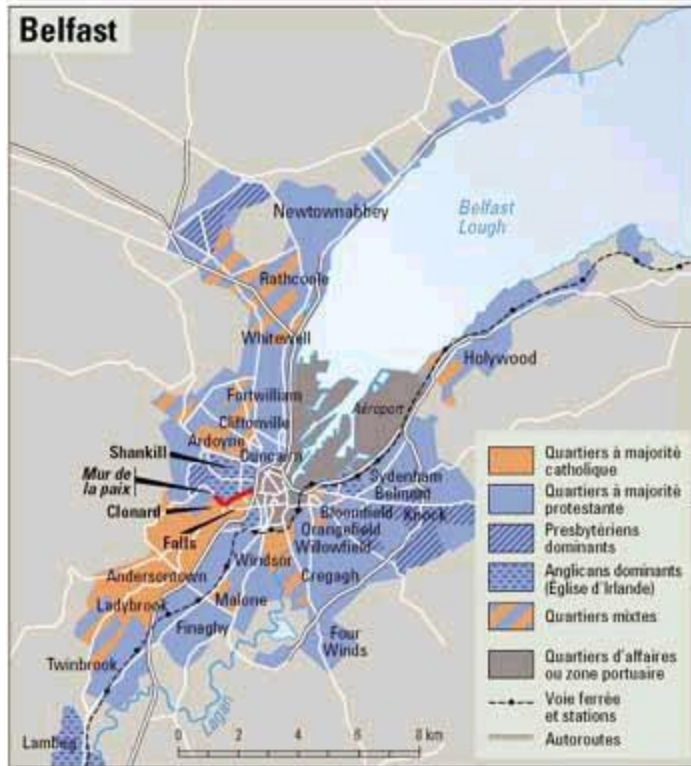 Belfast
Newtownabbey
Belfast
Lough
Rathcoole
Whitewell
Holywood
Fortwilliam
Cliftonville
Aéroport
Ardoyne
Duncairn
Shankill
Mur de
la paix
Clonard
Falls
Sydenham
Belmont
Bloomfield
Knock
Orangefield
Willowfield
Windsor
Cregagh
Andersontown
Ladybrook
Malone
Finaghy
Four
Winds
Twinbrook
Lagan
Lambeg
0 2 4 6 8 km
Quartiers à majorité
catholique
Quartiers à majorité
protestante
Presbytériens
dominants
Anglicans dominants
(Église d'Irlande)
Quartiers mixtes
Quartiers d'affaires
ou zone portuaire
Voie ferrée
et stations
Autoroutes